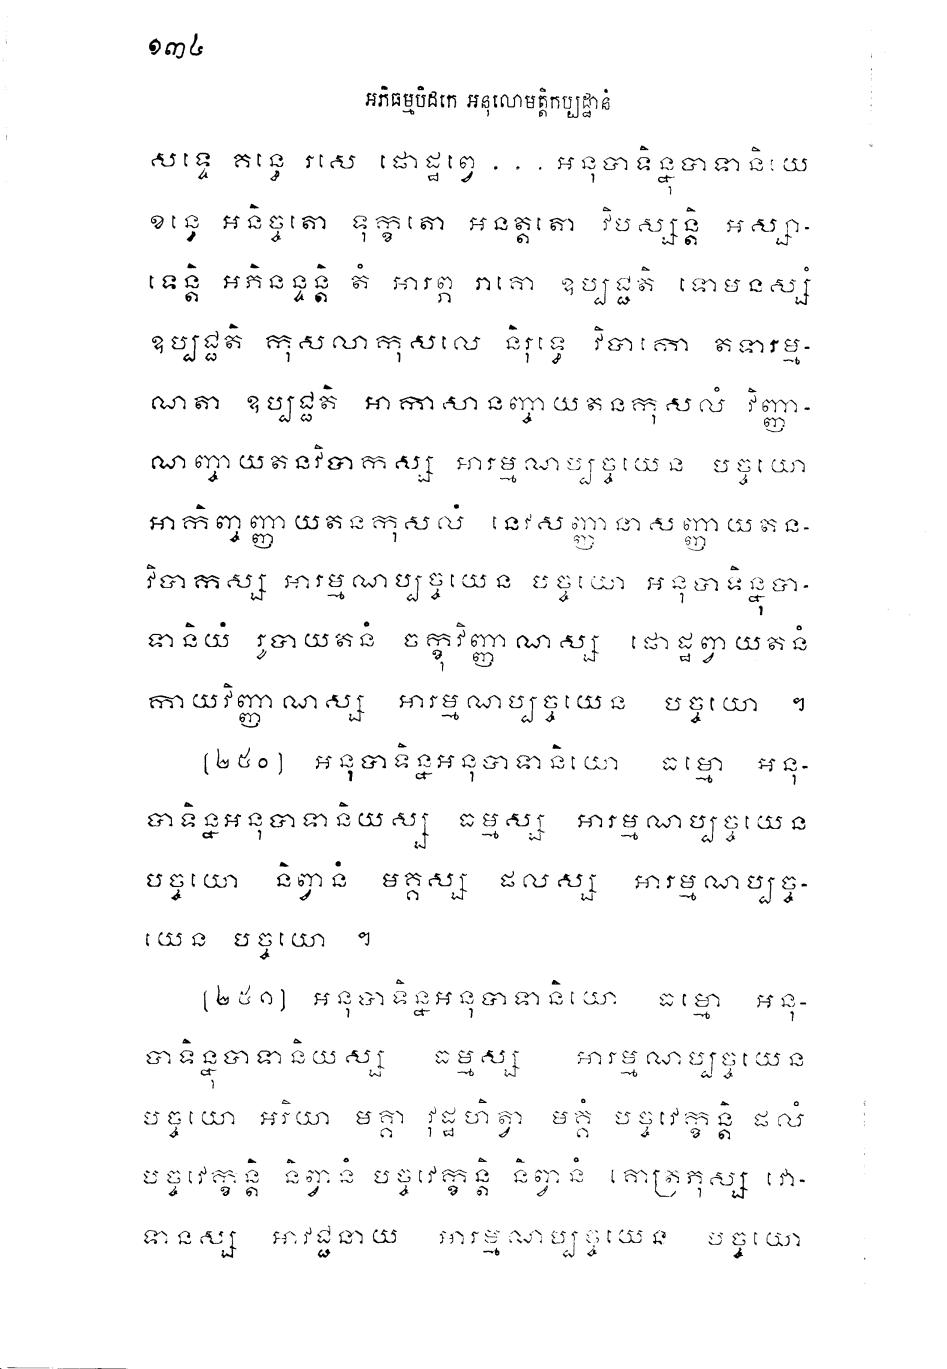 ១៣៤
អភិធម្មបិដកេ អនុលោមត្តិកប្បដ្ឋានំ
សទ្ទេ គន្ធេ រសេ ផោដ្ឋព្វេ . . . អនុបាទិន្នុបាទានិយេ
ខន្ធេ អនិច្ចតោ ទុក្ខតោ អនត្តតោ វិបស្សន្តិ អស្សា-
ទេន្តិ អភិនន្ទន្តិ តំ អារព្ភ រាគោ ឧប្បជ្ជតិ ទោមនស្សំ
ឧប្បជ្ជតិ កុសលាកុសលេ និរុទ្ធេ វិបាកោ តទារម្ម-
ណតា ឧប្បជ្ជតិ អាកាសានញ្ចាយតនកុសលំ វិញ្ញា-
ណញ្ចាយតនវិបាកស្ស អារម្មណប្បច្ចយេន បច្ចយោ
អាកិញ្ចញ្ញាយតនកុសលំ នេវសញ្ញានាសញ្ញាយតន-
វិបាកស្ស អារម្មណប្បច្ចយេន បច្ចយោ អនុបាទិន្នុបា-
ទានិយំ រូបាយតនំ ចក្ខុវិញ្ញាណស្ស ផោដ្ឋព្វាយតនំ
កាយវិញ្ញាណស្ស អារម្មណប្បច្ចយេន បច្ចយោ ។
[២៥០] អនុបាទិន្នអនុបាទានិយោ ធម្មោ អនុ-
បាទិន្នអនុបាទានិយស្ស ធម្មស្ស អារម្មណប្បច្ចយេន
បច្ចយោ និព្វានំ មគ្គស្ស ផលស្ស អារម្មណប្បច្ច-
យេន បច្ចយោ ។
[២៥១] អនុបាទិន្នអនុបាទានិយោ ធម្មោ អនុ-
បាទិន្នុបាទានិយស្ស ធម្មស្ស អារម្មណប្បច្ចយេន
បច្ចយោ អរិយា មគ្គា វុដ្ឋហិត្វា មគ្គំ បច្ចវេក្ខន្តិ ផលំ
បច្ចវេក្ខន្តិ និព្វានំ បច្ចវេក្ខន្តិ និព្វានំ គោត្រភុស្ស វោ-
ទានស្ស អាវជ្ជនាយ អារម្មណប្បច្ចយេន បច្ចយោ